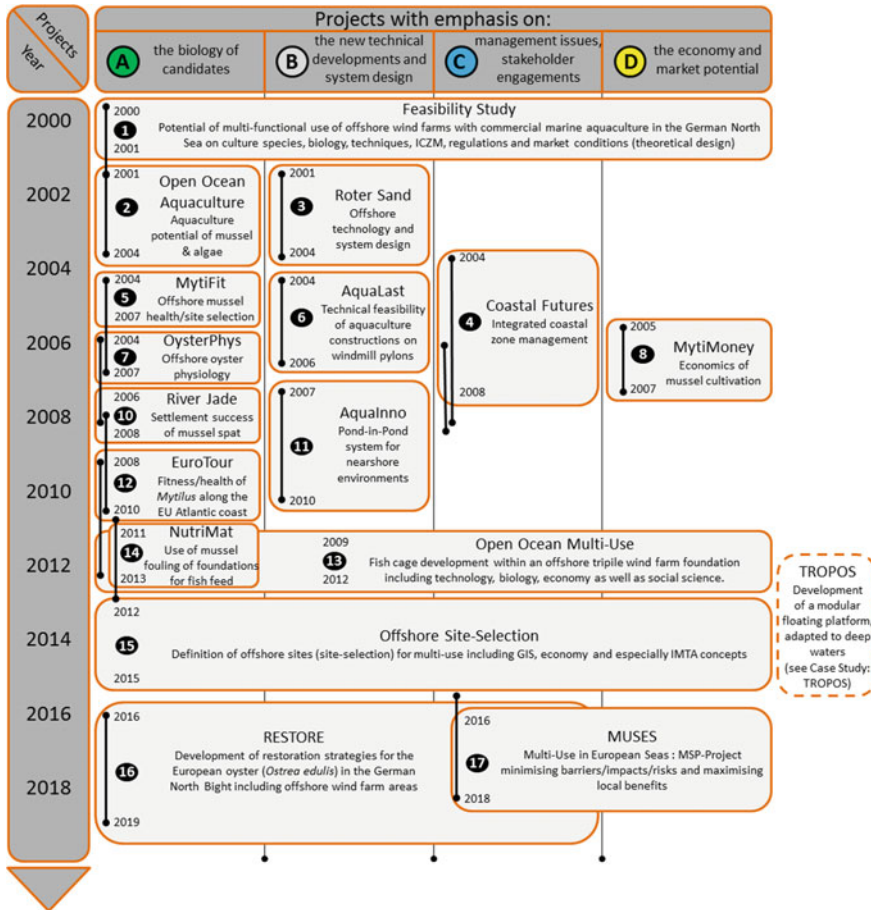 Projects
Year
Projects with emphasis on:
A
the biology of
candidates
B
the new technical
developments and
system design
C
management issues,
stakeholder
engagements
D
the economy and
market potential
2000
2002
2004
2006
2008
2010
2012
2014
2016
2018
2000
1
2001
Feasibility Study
Potential of multi-functional use of offshore wind farms with commercial marine aquaculture in the German North
Sea on culture species, biology, techniques, ICZM, regulations and market conditions (theoretical design)
2001
2
2004
Open Ocean
Aquaculture
Aquaculture
potential of mussel
& algae
2001
3
2004
Roter Sand
Offshore
technology and
system design
2004
5
2007
MytiFit
Offshore mussel
health/site selection
2004
6
2006
AquaLast
Technical feasibility
of aquaculture
constructions on
windmill pylons
2004
4
2008
Coastal Futures
Integrated coastal
zone management
2004
7
2007
OysterPhys
Offshore oyster
physiology
2005
8
2007
MytiMoney
Economics of
mussel cultivation
2006
10
2008
River Jade
Settlement success
of mussel spat
2007
11
2010
AquaInno
Pond-in-Pond
system for
nearshore
environments
2008
12
2010
EuroTour
Fitness/health of
Mytilus along the
EU Atlantic coast
2011
14
2013
NutriMat
Use of mussel
fouling of foundations
for fish feed
2009
13
2012
Open Ocean Multi-Use
Fish cage development within an offshore tripile wind farm foundation
including technology, biology, economy as well as social science.
TROPOS
Development
of a modular
floating platform,
adapted to deep
waters
(see Case Study:
TROPOS)
2012
15
2015
Offshore Site-Selection
Definition of offshore sites (site-selection) for multi-use including GIS, economy and especially IMTA concepts
2016
16
2019
RESTORE
Development of restoration strategies for the
European oyster (Ostrea edulis) in the German
North Bight including offshore wind farm areas
2016
17
2018
MUSES
Multi-Use in European Seas : MSP-Project
minimising barriers/impacts/risks and maximising
local benefits